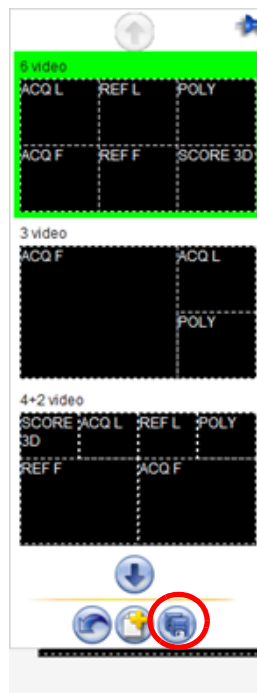 6 video
ACQ L REF L POLY
ACQ F REF F SCORE 3D
3 video
ACQ F ACQ L
POLY
4+2 video
SCORE 3D ACQ L REF L POLY
REF F ACQ F